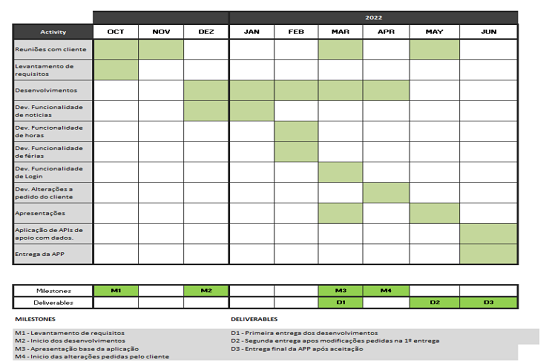 2022
Activity OCT NOV DEZ JAN FEB MAR APR MAY JUN
Reuniões com cliente
Levantamento de
requisitos
Desenvolvimentos
Dev. Funcionalidade
de noticias
Dev. Funcionalidade
de horas
Dev. Funcionalidade
de férias
Dev. Funcionalidade
de Login
Dev. Alterações a
pedido do cliente
Apresentações
Aplicação de APIs de
apoio com dados.
Entrega da APP
Milestones M1 M2 M3 M4
Deliverables D1 D2 D3
MILESTONES DELIVERABLES
M1 - Levantamento de requisitos D1 - Primeira entrega dos desenvolvimentos
M2 - Inicio dos desenvolvimentos D2 - Segunda entrega apos modificações pedidas na 1º entrega
M3 - Apresentação base da aplicação D3 - Entrega final da APP após aceitação
M4 - Inicio das alterações pedidas pelo cliente